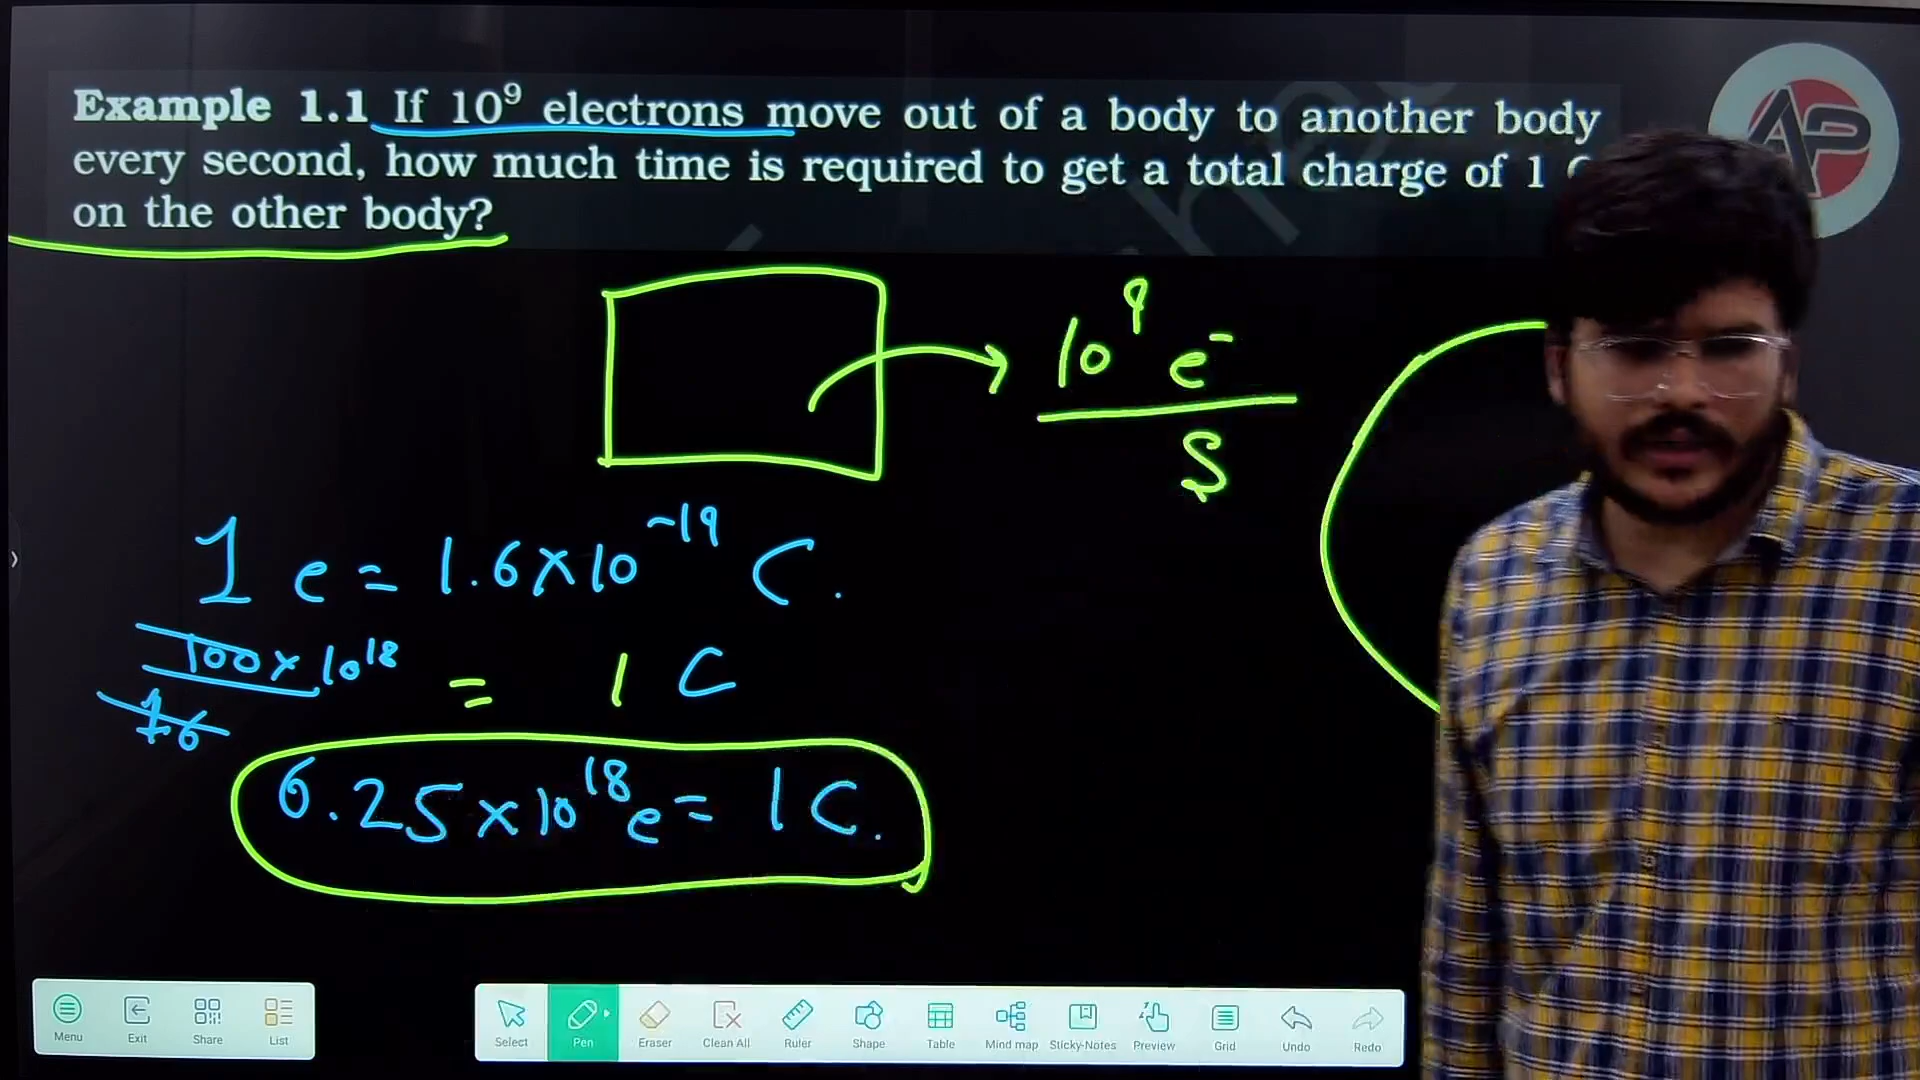 Example 1.1 If 10⁹ electrons move out of a body to another body
every second, how much time is required to get a total charge of 1
on the other body?
AP
10⁹ e⁻
S
1 e = 1.6×10⁻¹⁹ C.
100×10¹⁸ = 1 C
16
6.25×10¹⁸e = 1C.
Menu Exit Share List
Select Pen Eraser Clean All Ruler Shape Table Mind map Sticky-Notes Preview Grid Undo Redo